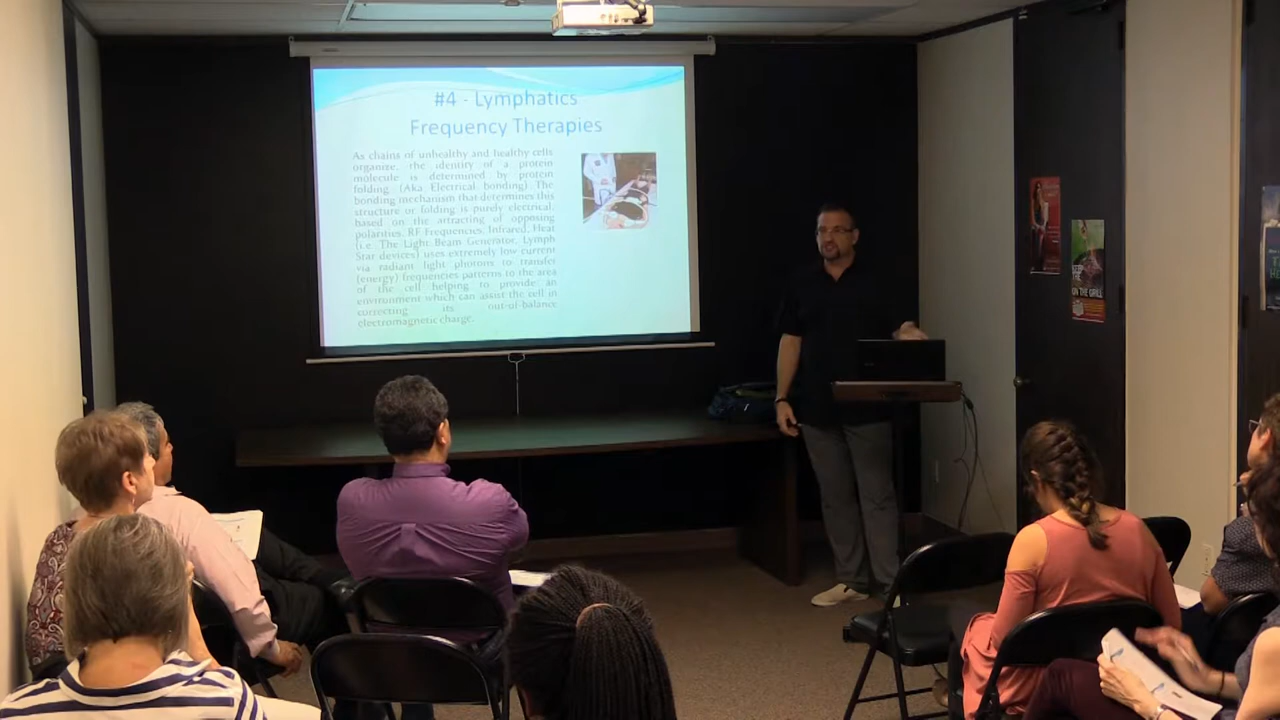 #4 - Lymphatics
Frequency Therapies
As chains of unhealthy and healthy cells
organize, the identity of a protein
molecule is determined by protein
folding (Aka Electrical bonding) The
bonding mechanism that determines this
structure or folding is purely electrical,
based on the attracting of opposing
polarities. RF Frequencies, Infrared, Heat
(i.e. The Light Beam Generator, Lymph
Star devices) uses extremely low current
via radiant light photons to transfer
(energy) frequencies patterns to the area
of the cell helping to provide an
environment which can assist the cell in
correcting its out-of-balance
electromagnetic charge.
ON THE GRILL